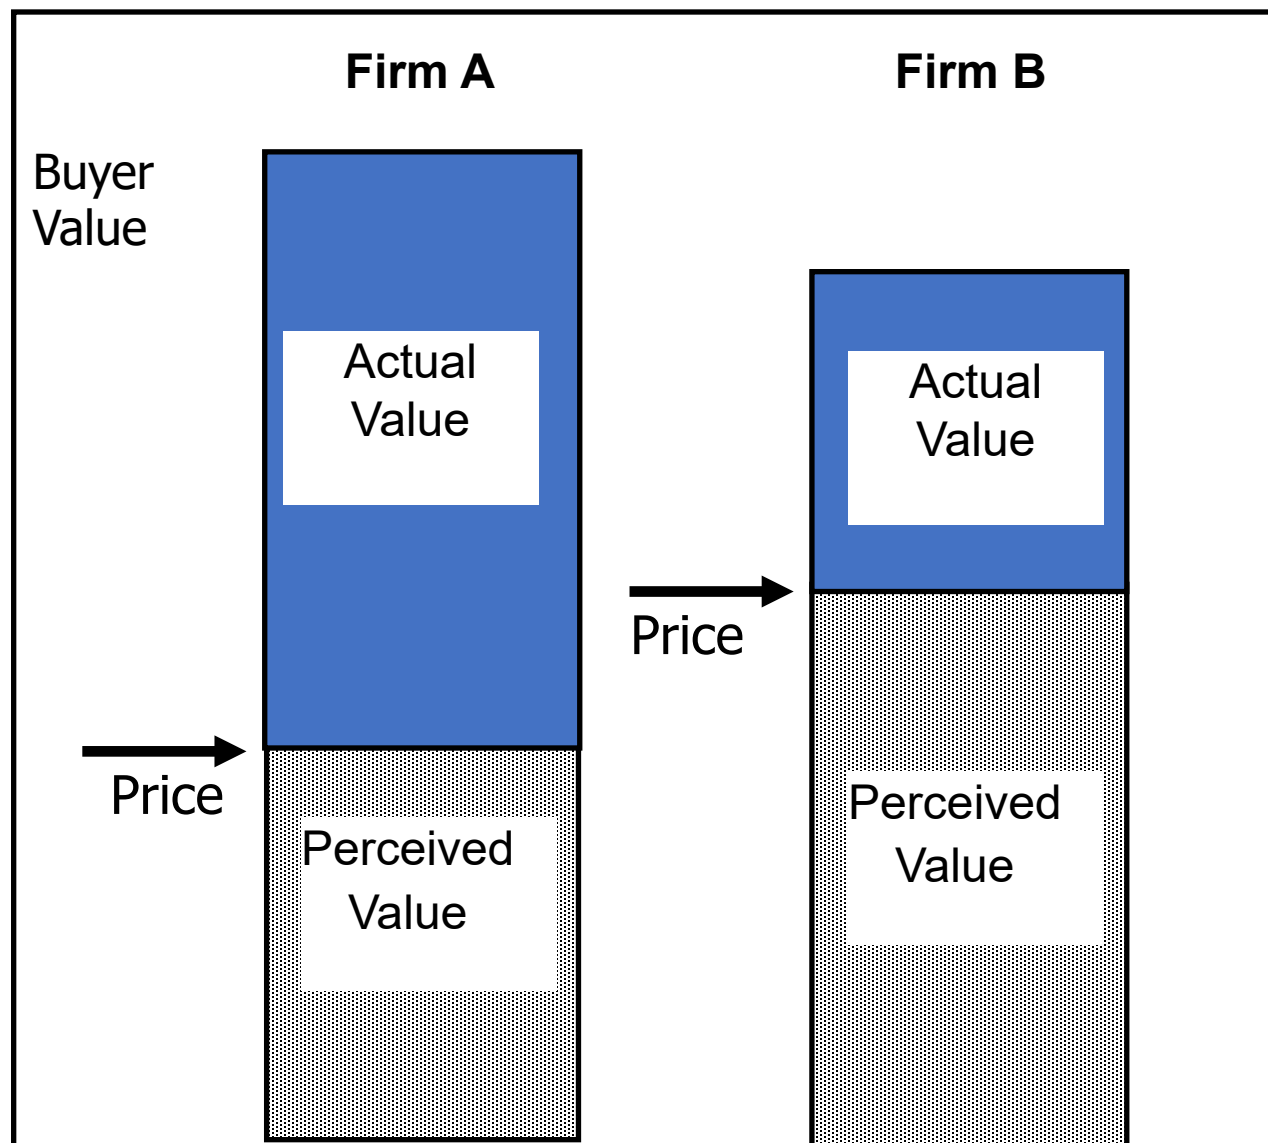 Firm A
Firm B
Buyer
Value
Actual
Value
Actual
Value
Price
Price
Perceived
Value
Perceived
Value